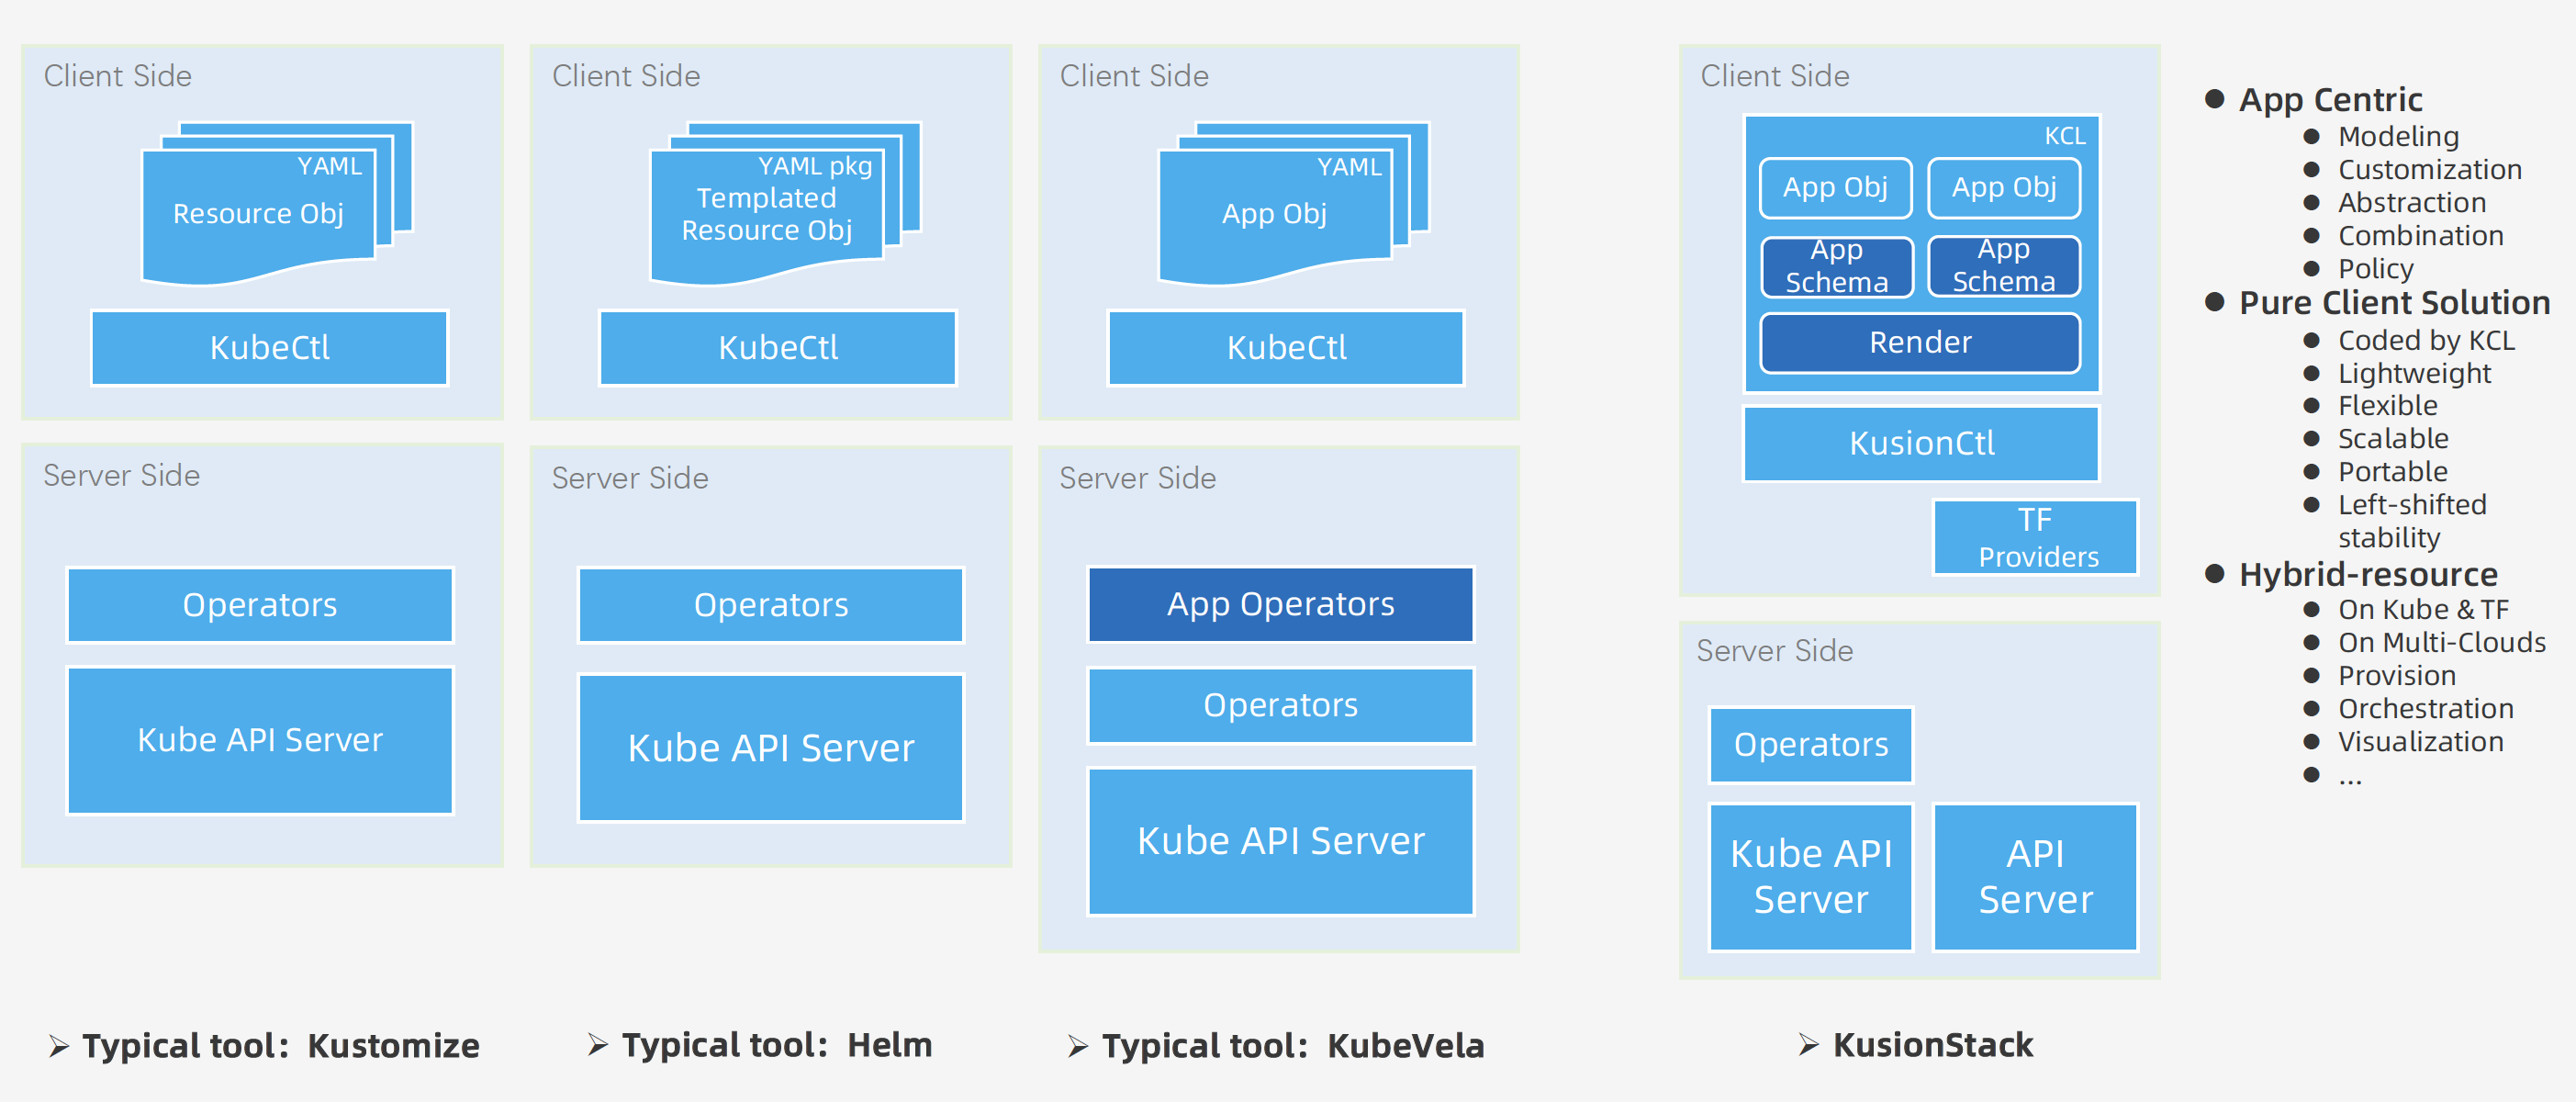 Client Side
YAML
Resource Obj
KubeCtl
Server Side
Operators
Kube API Server
Typical tool： Kustomize
Client Side
YAML pkg
Templated
Resource Obj
KubeCtl
Server Side
Operators
Kube API Server
Typical tool： Helm
Client Side
YAML
App Obj
KubeCtl
Server Side
App Operators
Operators
Kube API Server
Typical tool： KubeVela
Client Side
KCL
App Obj
App Obj
App
Schema
App
Schema
Render
KusionCtl
TF
Providers
Server Side
Operators
Kube API
Server
API
Server
KusionStack
App Centric
Modeling
Customization
Abstraction
Combination
Policy
Pure Client Solution
Coded by KCL
Lightweight
Flexible
Scalable
Portable
Left-shifted
stability
Hybrid-resource
On Kube & TF
On Multi-Clouds
Provision
Orchestration
Visualization
...